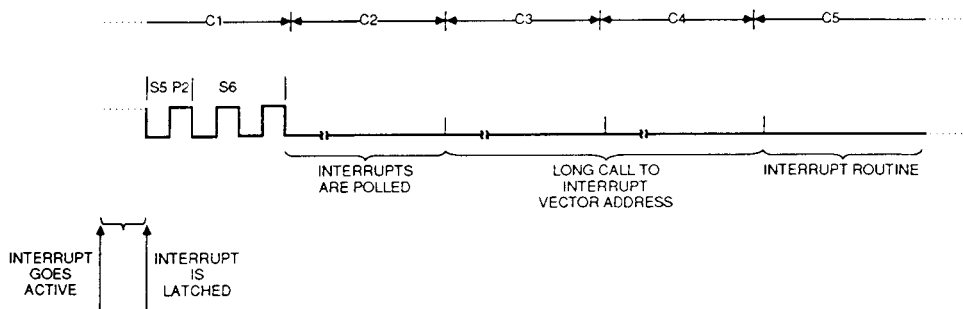 C1 C2 C3 C4 C5
S5 P2 S6
INTERRUPTS
ARE POLLED
LONG CALL TO
INTERRUPT
VECTOR ADDRESS
INTERRUPT ROUTINE
INTERRUPT
GOES
ACTIVE
INTERRUPT
IS
LATCHED